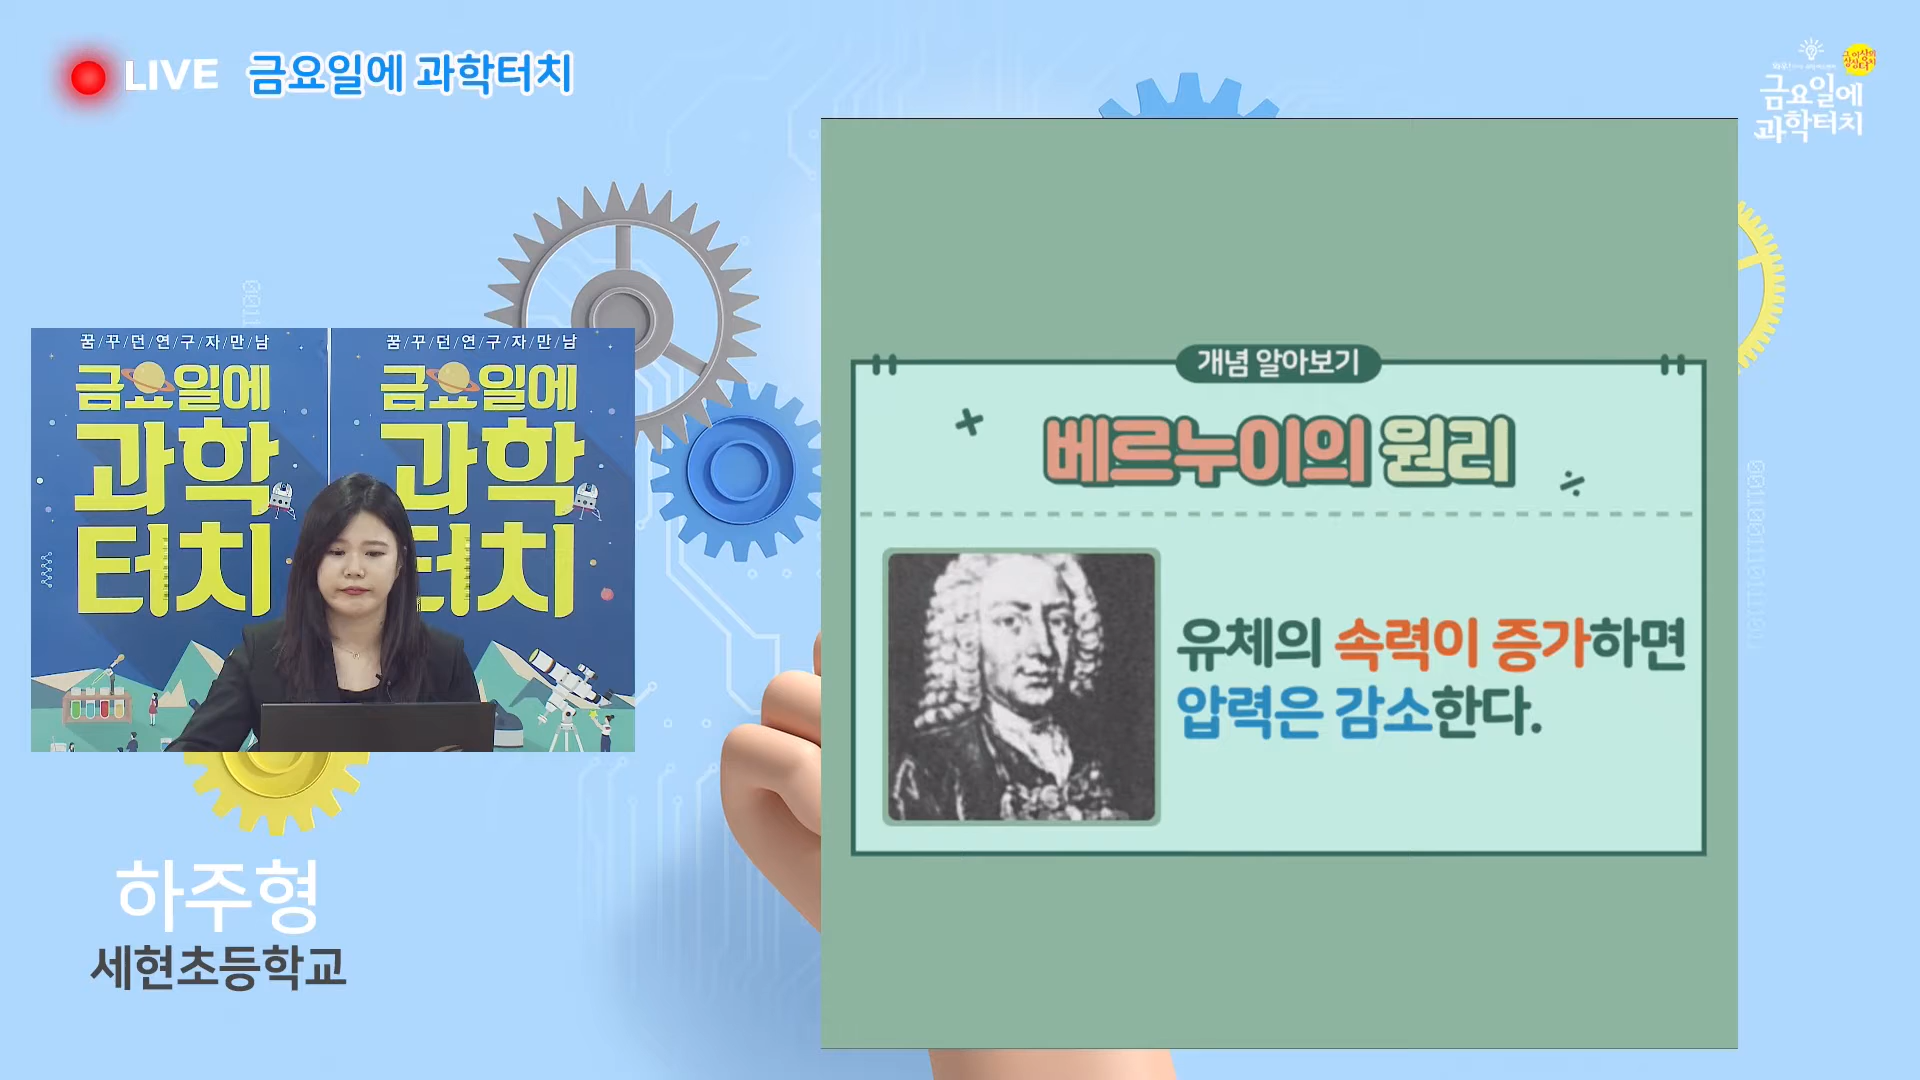 LIVE 금요일에 과학터치
금요일에
과학터치
꿈/꾸/던/연/구/자/만/남
금요일에
과학
터치
꿈/꾸/던/연/구/자/만/남
금요일에
과학
터치
하주형
세현초등학교
개념 알아보기
베르누이의 원리
유체의 속력이 증가하면
압력은 감소한다.